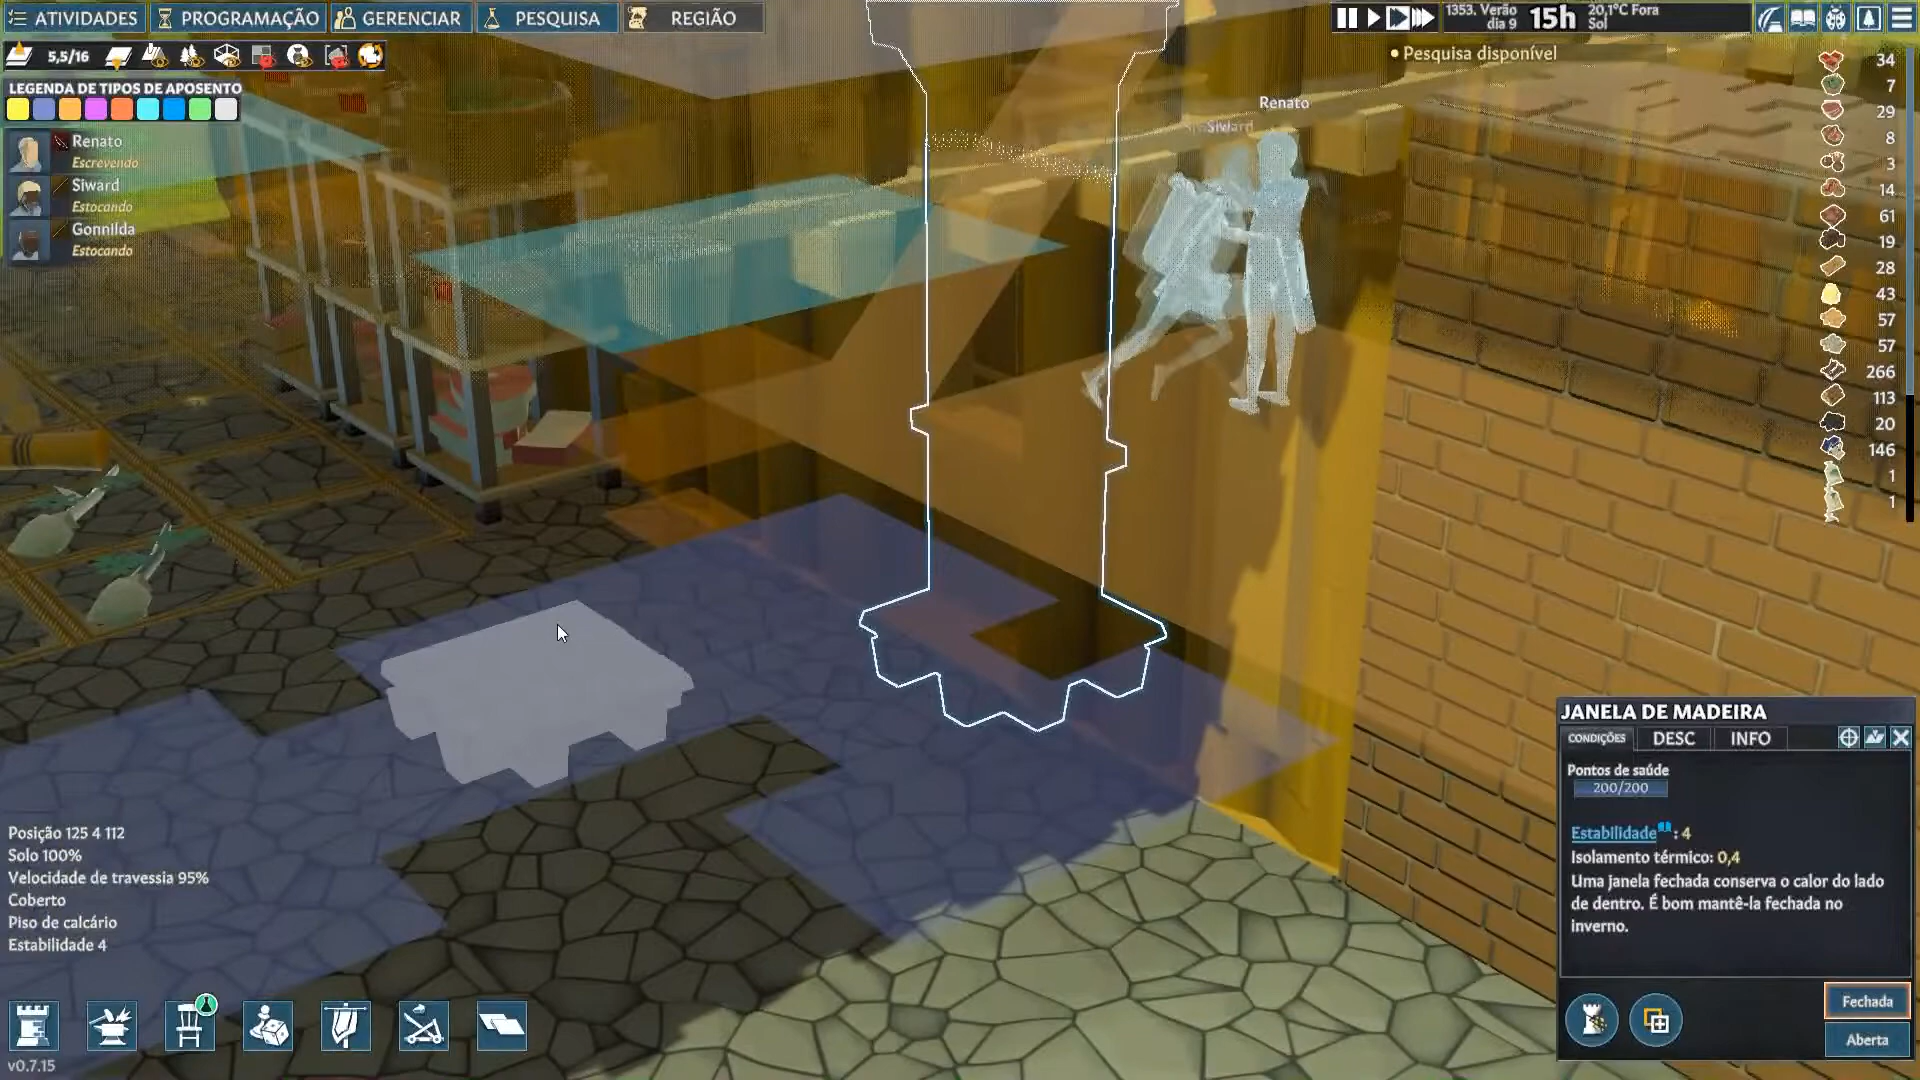 ATIVIDADES
PROGRAMAÇÃO
GERENCIAR
PESQUISA
REGIÃO
1353. Verão
dia 9
15h
20,1°C Fora
Sol
5,5/16
• Pesquisa disponível
LEGENDA DE TIPOS DE APOSENTO
Renato
Escrevendo
Siward
Estocando
Gonnilda
Estocando
Renato
Siward
34
7
29
8
3
14
61
19
28
43
57
57
266
113
20
146
1
1
JANELA DE MADEIRA
CONDIÇÕES
DESC
INFO
Pontos de saúde
200/200
Estabilidade : 4
Isolamento térmico: 0,4
Uma janela fechada conserva o calor do lado
de dentro. É bom mantê-la fechada no
inverno.
Fechada
Aberta
Posição 125 4 112
Solo 100%
Velocidade de travessia 95%
Coberto
Piso de calcário
Estabilidade 4
v0.7.15